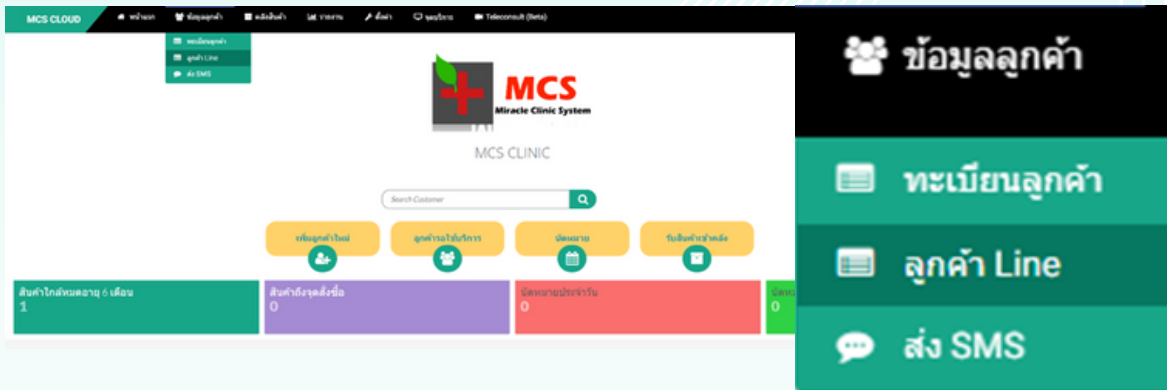 MCS CLOUD
หน้าแรก
ข้อมูลลูกค้า
คลังสินค้า
รายงาน
ตั้งค่า
จุดบริการ
Teleconsult (Beta)
ทะเบียนลูกค้า
ลูกค้า Line
ส่ง SMS
MCS
Miracle Clinic System
MCS CLINIC
Search Customer
เพิ่มลูกค้าใหม่
ลูกค้ารอใช้บริการ
นัดหมาย
รับสินค้าเข้าคลัง
สินค้าใกล้หมดอายุ 6 เดือน
1
สินค้าถึงจุดสั่งซื้อ
0
นัดหมายประจำวัน
0
0
ข้อมูลลูกค้า
ทะเบียนลูกค้า
ลูกค้า Line
ส่ง SMS